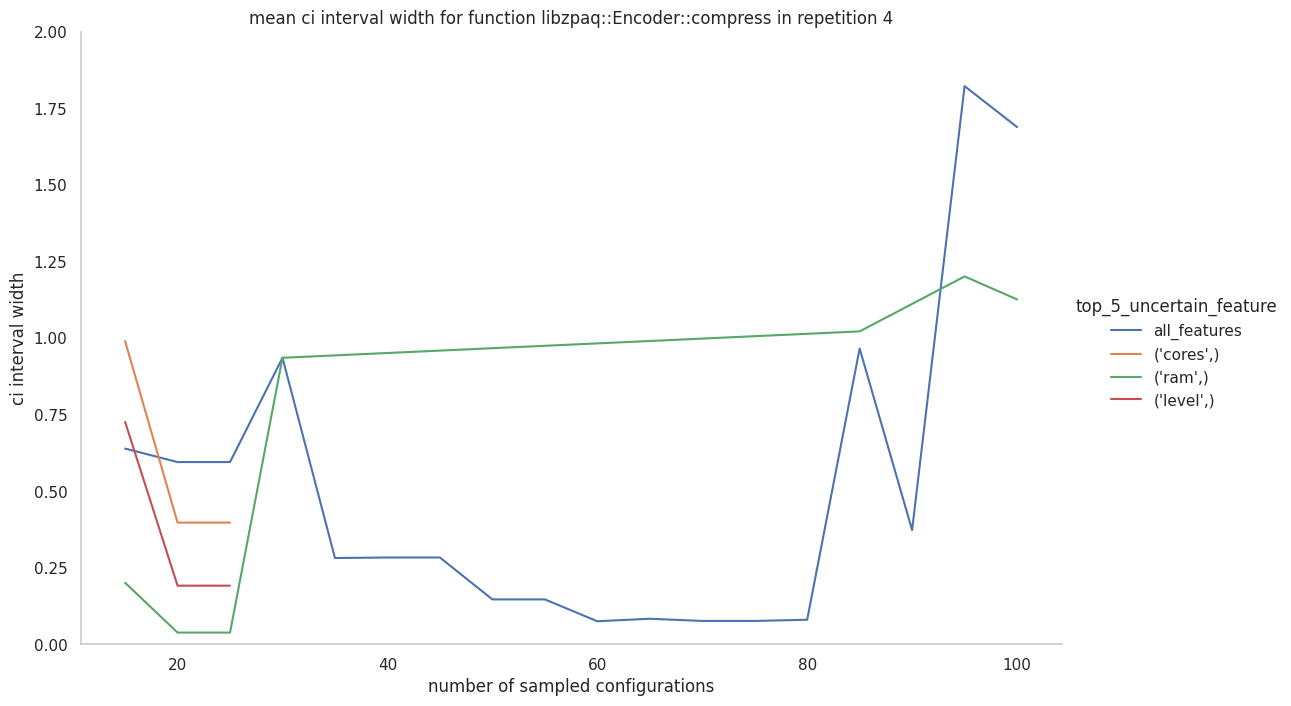 mean ci interval width for function libzpaq::Encoder::compress in repetition 4
2.00
1.75
1.50
1.25
1.00
0.75
0.50
0.25
0.00
ci interval width
20 40 60 80 100
number of sampled configurations
top_5_uncertain_feature
all_features
('cores',)
('ram',)
('level',)